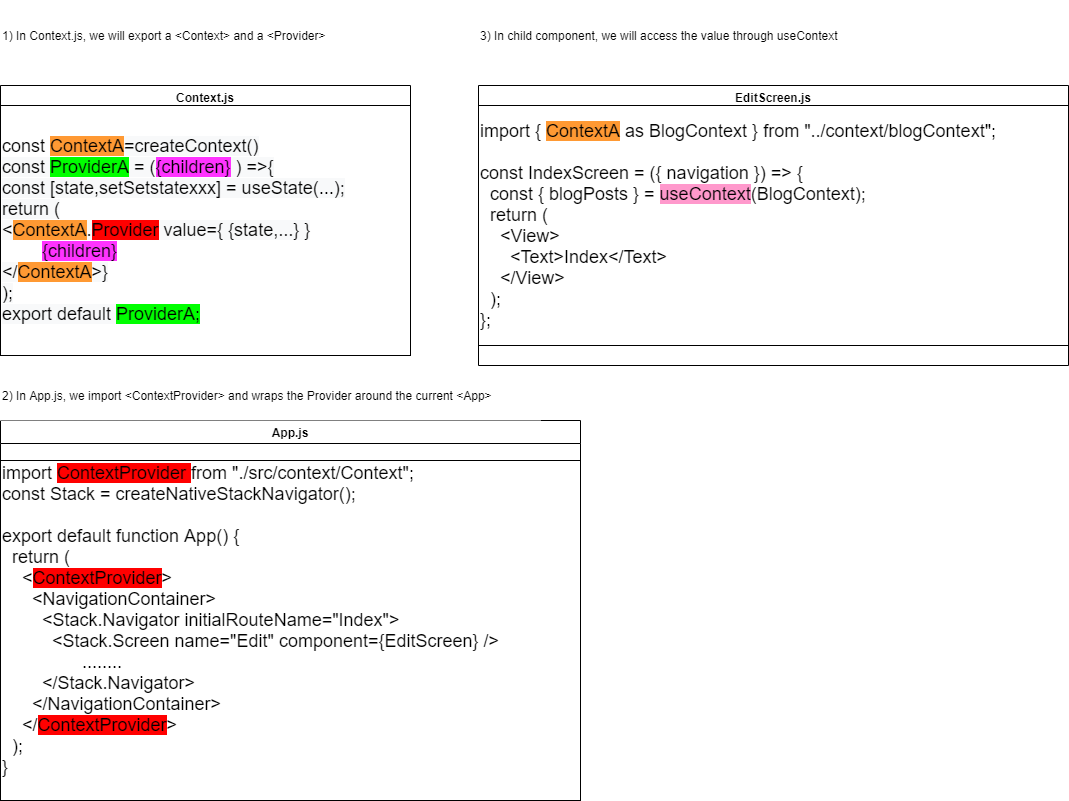 1) In Context.js, we will export a <Context> and a <Provider>
Context.js
const ContextA=createContext()
const ProviderA = ({children} ) =>{
const [state,setSetstatexxx] = useState(...);
return (
<ContextA.Provider value={ {state,...} }
{children}
</ContextA>}
);
export default ProviderA;
3) In child component, we will access the value through useContext
EditScreen.js
import { ContextA as BlogContext } from "../context/blogContext";
const IndexScreen = ({ navigation }) => {
const { blogPosts } = useContext(BlogContext);
return (
<View>
<Text>Index</Text>
</View>
);
};
2) In App.js, we import <ContextProvider> and wraps the Provider around the current <App>
App.js
import ContextProvider from "./src/context/Context";
const Stack = createNativeStackNavigator();
export default function App() {
return (
<ContextProvider>
<NavigationContainer>
<Stack.Navigator initialRouteName="Index">
<Stack.Screen name="Edit" component={EditScreen} />
........
</Stack.Navigator>
</NavigationContainer>
</ContextProvider>
);
}